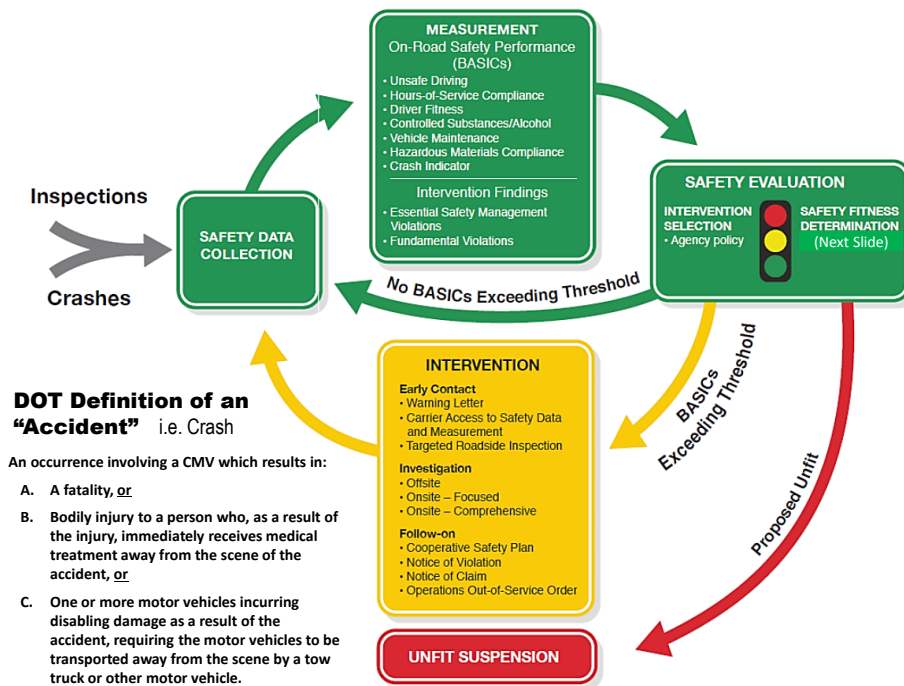 MEASUREMENT
On-Road Safety Performance
(BASICs)
• Unsafe Driving
• Hours-of-Service Compliance
• Driver Fitness
• Controlled Substances/Alcohol
• Vehicle Maintenance
• Hazardous Materials Compliance
• Crash Indicator
Intervention Findings
• Essential Safety Management
Violations
• Fundamental Violations
Inspections
Crashes
SAFETY DATA
COLLECTION
SAFETY EVALUATION
INTERVENTION
SELECTION
• Agency policy
SAFETY FITNESS
DETERMINATION
(Next Slide)
No BASICs Exceeding Threshold
BASICs
Exceeding Threshold
Proposed Unfit
INTERVENTION
Early Contact
• Warning Letter
• Carrier Access to Safety Data
and Measurement
• Targeted Roadside Inspection
Investigation
• Offsite
• Onsite – Focused
• Onsite – Comprehensive
Follow-on
• Cooperative Safety Plan
• Notice of Violation
• Notice of Claim
• Operations Out-of-Service Order
UNFIT SUSPENSION
DOT Definition of an
“Accident” i.e. Crash
An occurrence involving a CMV which results in:
A. A fatality, or
B. Bodily injury to a person who, as a result of
the injury, immediately receives medical
treatment away from the scene of the
accident, or
C. One or more motor vehicles incurring
disabling damage as a result of the
accident, requiring the motor vehicles to be
transported away from the scene by a tow
truck or other motor vehicle.